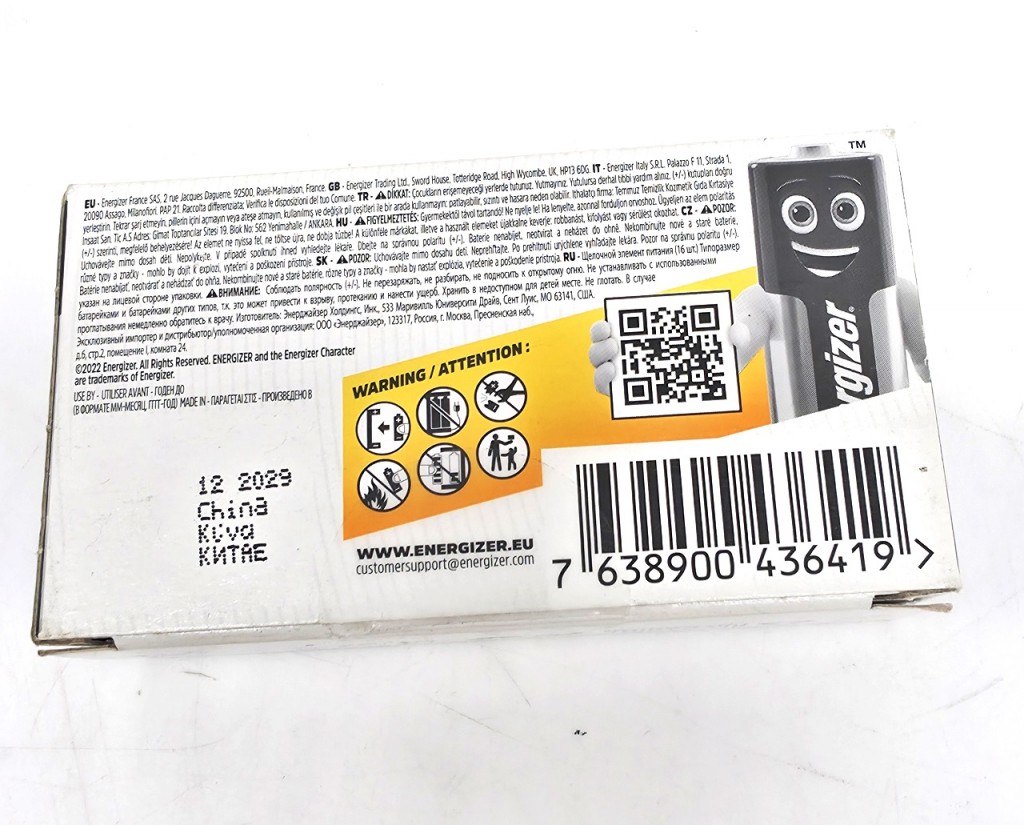 EU - Energizer France SAS, 2 rue Jacques Daguerre, 92500, Rueil-Malmaison, France. GB - Energizer Trading Ltd., Sword House, Totteridge Road, High Wycombe, UK, HP13 6DG. IT - Energizer Italy S.R.L. Palazzo F 11, Strada 1,
20090 Assago, Milanofiori. PAP 21. Raccolta differenziata; Verifica le disposizioni del tuo Comune. TR - DİKKAT: Çocukların erişemeyeceği yerlerde tutunuz. Yutmayınız. Yutulursa derhal tıbbi yardım alınız. (+/-) kutupları doğru
yerleştirin. Tekrar şarj etmeyin, pillerin içini açmayın veya ateşe atmayın, kullanılmış ve değişik pil çeşitleri ile bir arada kullanmayın: patlayabilir, sızıntı ve hasara neden olabilir. İthalatçı firma: Temmuz Temizlik Kozmetik Gıda Kırtasiye
İnsaat San. Tic A.S Adres: Gimat Toptancılar Sitesi 19. Blok No: 562 Yenimahalle / ANKARA. HU - FIGYELMEZTETÉS: Gyermekektől távol tartandó! Ne nyelje le! Ha lenyelte, azonnal forduljon orvoshoz. Ügyeljen az elem polaritás
(+/-) szerinti, megfelelő behelyezésére! Az elemet ne nyissa fel, ne töltse újra, ne dobja tűzbe! A különféle márkákat, illetve a használt elemeket újakkal keverje: robbanást, kifolyást vagy sérülést okozhat. CZ - POZOR:
Uchovávejte mimo dosah dětí. Nepolykejte. V případě spolknutí ihned vyhledejte lékaře. Dbejte na správnou polaritu (+/-). Baterie nenabíjet, neotvírat a neházet do ohně. Nekombinujte nové a staré baterie,
různé typy a značky - mohlo by dojít k explozi, vytečení a poškození přístroje. SK - POZOR: Uchovávajte mimo dosahu detí. Neprehĺtajte. Po prehltnutí urýchlene vyhľadajte lekára. Pozor na správnu polaritu (+/-).
Batérie nenabíjať, neotvárať a nehádzať do ohňa. Nekombinujte nové a staré batérie, rôzne typy a značky - mohla by nastať explózia, vytečenie a poškodenie prístroja. RU - Щелочной элемент питания (16 шт.) Типоразмер
указан на лицевой стороне упаковки. ВНИМАНИЕ: Соблюдать полярность (+/-). Не перезаряжать, не разбирать, не подносить к открытому огню. Не устанавливать с использованными
батарейками и батарейками других типов, т.к. это может привести к взрыву, протеканию и нанести ущерб. Хранить в недоступном для детей месте. Не глотать. В случае
проглатывания немедленно обратитесь к врачу. Изготовитель: Энерджайзер Холдингс, Инк., 533 Маривилль Юниверсити Драйв, Сент Луис, МО 63141, США.
Эксклюзивный импортер и дистрибьютор/уполномоченная организация: ООО «Энерджайзер», 123317, Россия, г. Москва, Пресненская наб.,
д.6, стр.2, помещение I, комната 24.
©2022 Energizer. All Rights Reserved. ENERGIZER and the Energizer Character
are trademarks of Energizer.
USE BY - UTILISER AVANT - ГОДЕН ДО
(В ФОРМАТЕ ММ-МЕСЯЦ, ГГГГ-ГОД) MADE IN - ΠΑΡΑΓΕΤΑΙ ΣΤΙΣ - ПРОИЗВЕДЕНО В
TM
ergizer
WARNING / ATTENTION :
12 2029
China
Κίνα
КИТАЕ
WWW.ENERGIZER.EU
customersupport@energizer.com
7 638900 436419 >